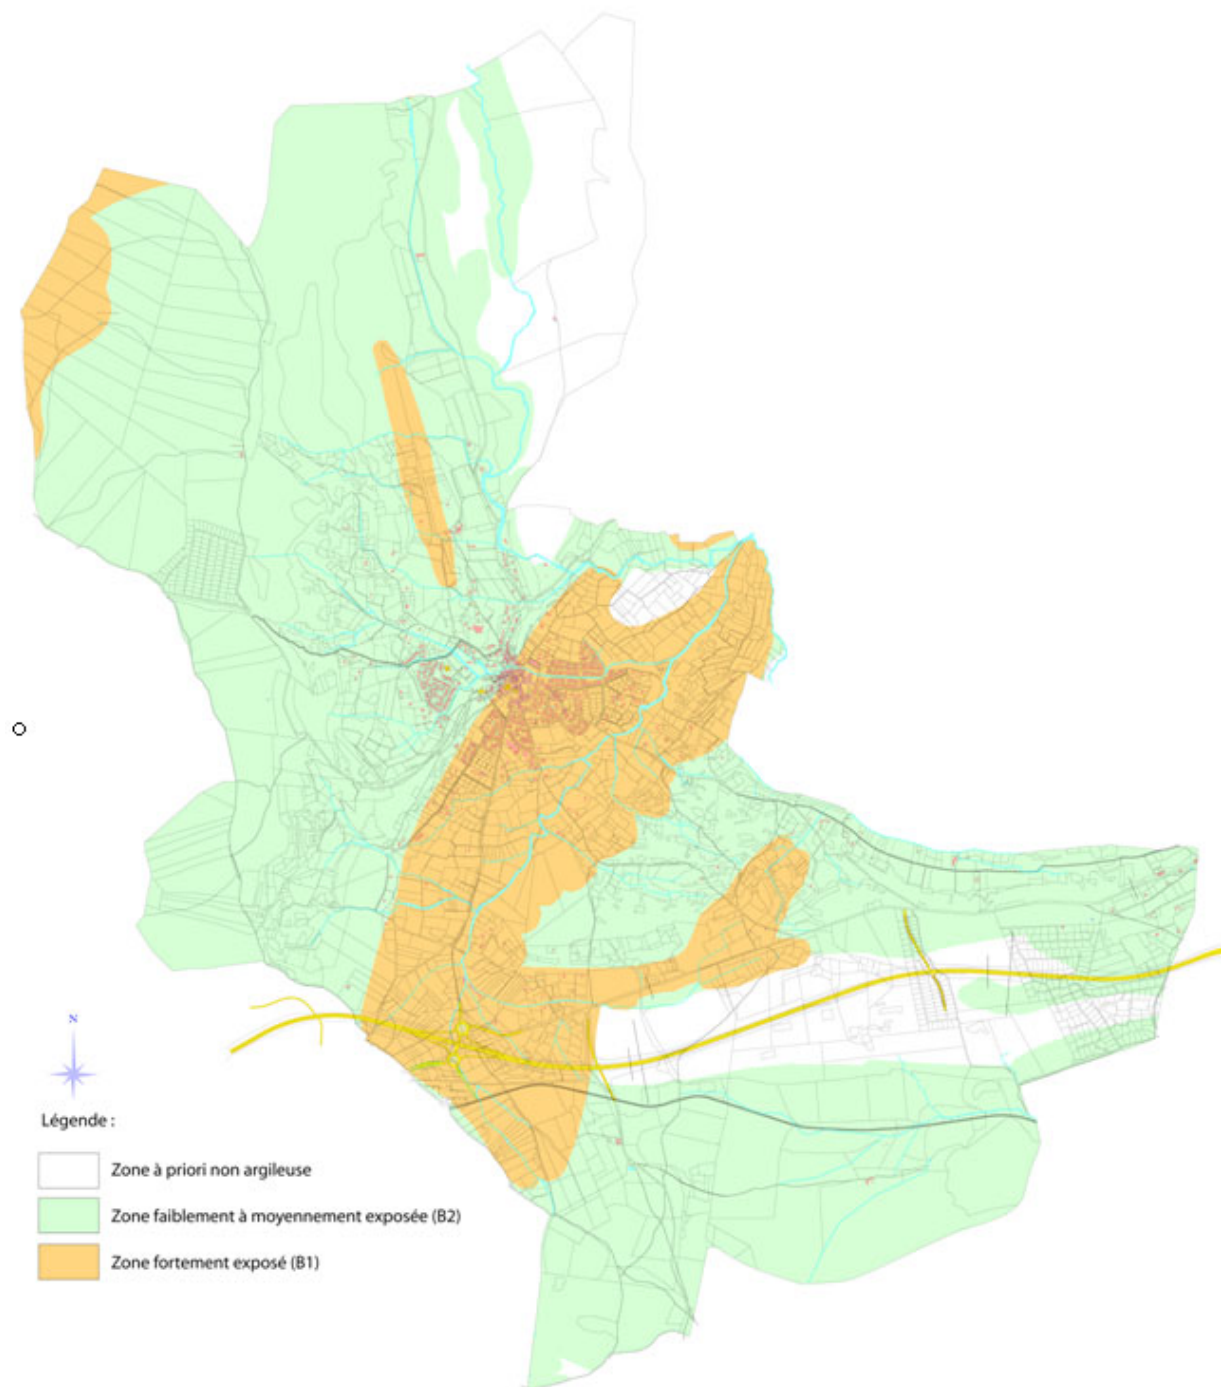 N
Légende :
Zone à priori non argileuse
Zone faiblement à moyennement exposée (B2)
Zone fortement exposé (B1)